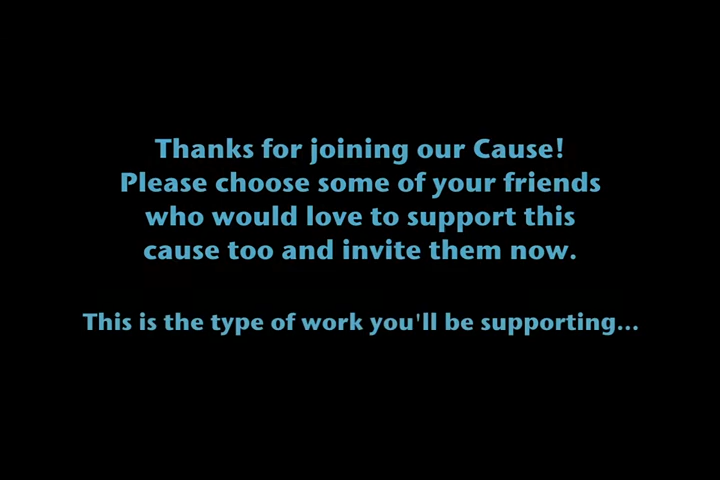 Thanks for joining our Cause!
Please choose some of your friends
who would love to support this
cause too and invite them now.
This is the type of work you'll be supporting...